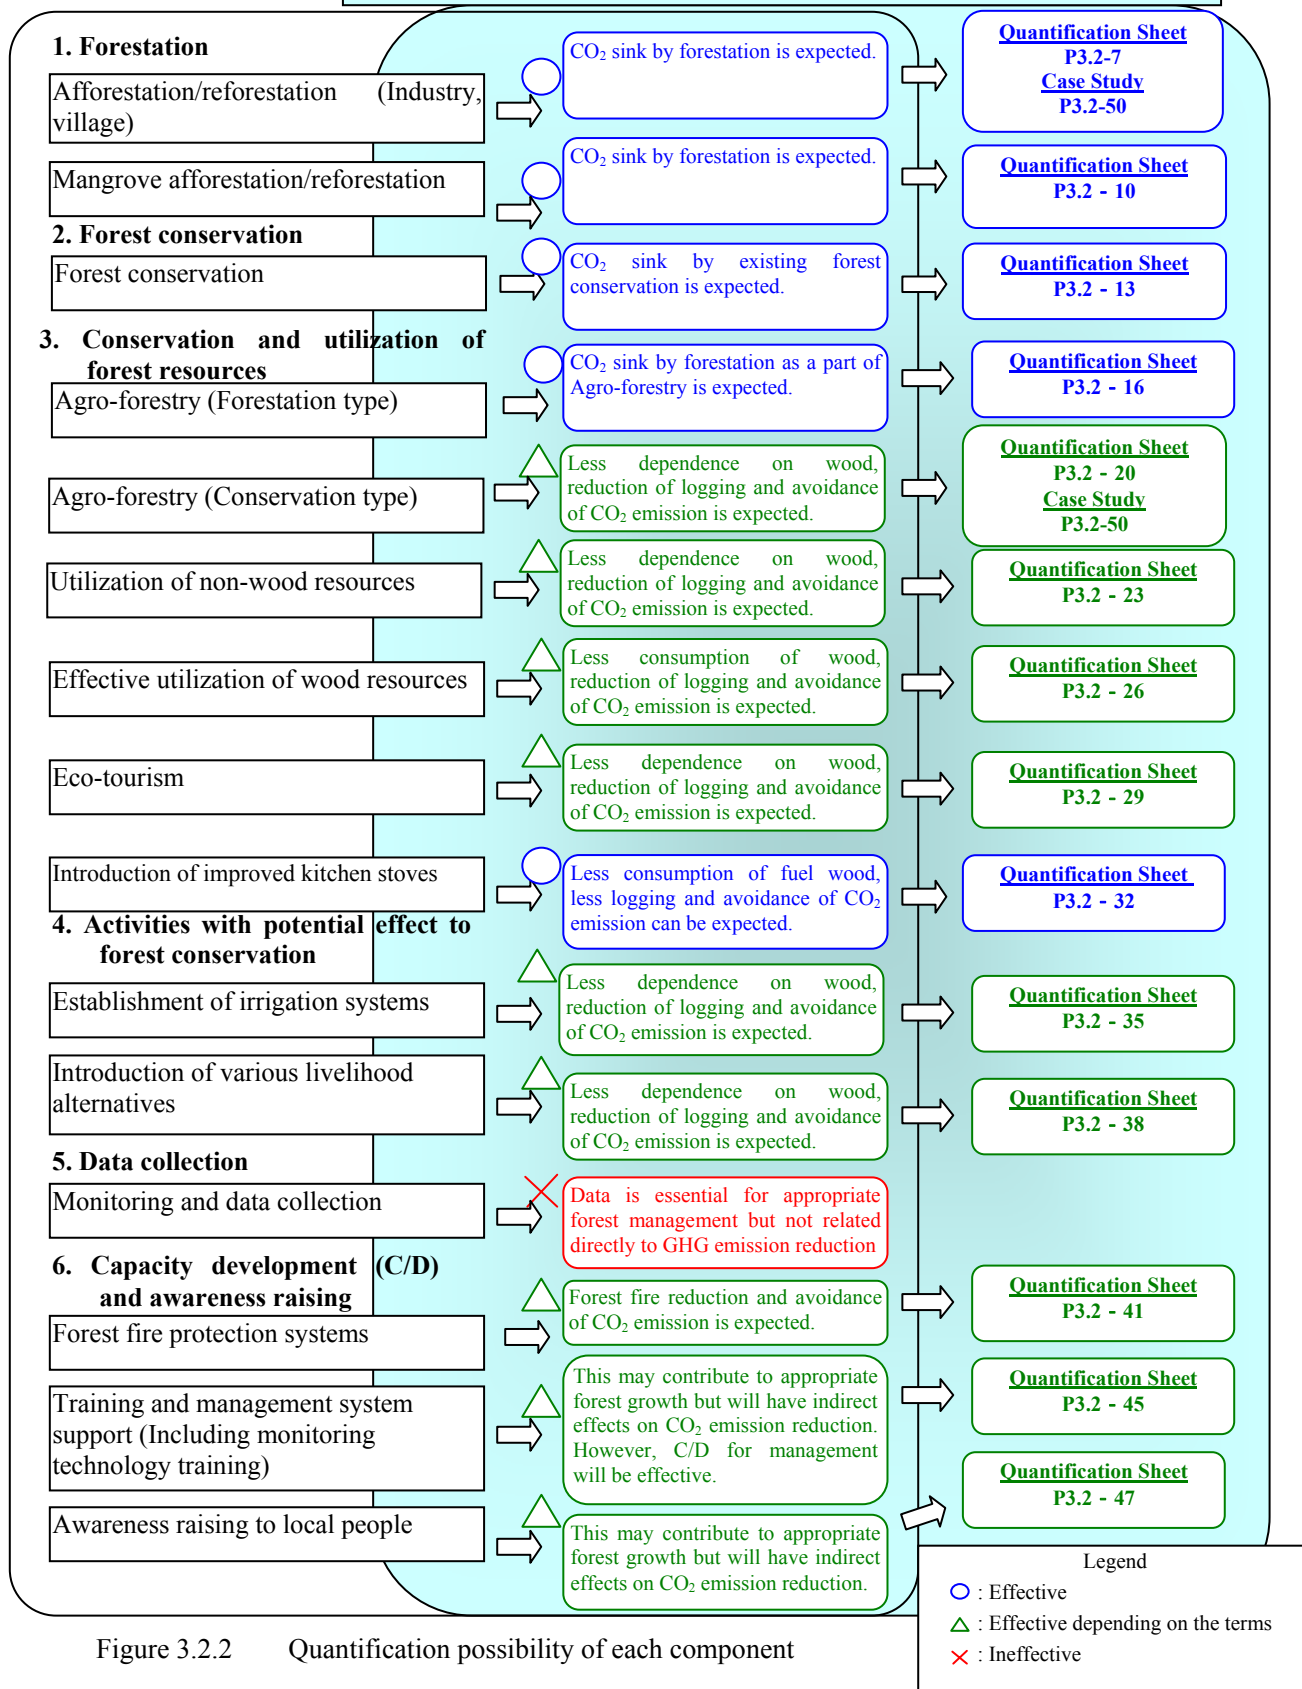 1. Forestation
Afforestation/reforestation (Industry,
village)
CO₂ sink by forestation is expected.
Quantification Sheet
P3.2-7
Case Study
P3.2-50
Mangrove afforestation/reforestation
CO₂ sink by forestation is expected.
Quantification Sheet
P3.2 - 10
2. Forest conservation
Forest conservation
CO₂ sink by existing forest
conservation is expected.
Quantification Sheet
P3.2 - 13
3. Conservation and utilization of
forest resources
Agro-forestry (Forestation type)
CO₂ sink by forestation as a part of
Agro-forestry is expected.
Quantification Sheet
P3.2 - 16
Agro-forestry (Conservation type)
Less dependence on wood,
reduction of logging and avoidance
of CO₂ emission is expected.
Quantification Sheet
P3.2 - 20
Case Study
P3.2-50
Utilization of non-wood resources
Less dependence on wood,
reduction of logging and avoidance
of CO₂ emission is expected.
Quantification Sheet
P3.2 - 23
Effective utilization of wood resources
Less consumption of wood,
reduction of logging and avoidance
of CO₂ emission is expected.
Quantification Sheet
P3.2 - 26
Eco-tourism
Less dependence on wood,
reduction of logging and avoidance
of CO₂ emission is expected.
Quantification Sheet
P3.2 - 29
Introduction of improved kitchen stoves
Less consumption of fuel wood,
less logging and avoidance of CO₂
emission can be expected.
Quantification Sheet
P3.2 - 32
4. Activities with potential effect to
forest conservation
Establishment of irrigation systems
Less dependence on wood,
reduction of logging and avoidance
of CO₂ emission is expected.
Quantification Sheet
P3.2 - 35
Introduction of various livelihood
alternatives
Less dependence on wood,
reduction of logging and avoidance
of CO₂ emission is expected.
Quantification Sheet
P3.2 - 38
5. Data collection
Monitoring and data collection
Data is essential for appropriate
forest management but not related
directly to GHG emission reduction
6. Capacity development (C/D)
and awareness raising
Forest fire protection systems
Forest fire reduction and avoidance
of CO₂ emission is expected.
Quantification Sheet
P3.2 - 41
Training and management system
support (Including monitoring
technology training)
This may contribute to appropriate
forest growth but will have indirect
effects on CO₂ emission reduction.
However, C/D for management
will be effective.
Quantification Sheet
P3.2 - 45
Awareness raising to local people
This may contribute to appropriate
forest growth but will have indirect
effects on CO₂ emission reduction.
Quantification Sheet
P3.2 - 47
Legend
: Effective
: Effective depending on the terms
: Ineffective
Figure 3.2.2 Quantification possibility of each component